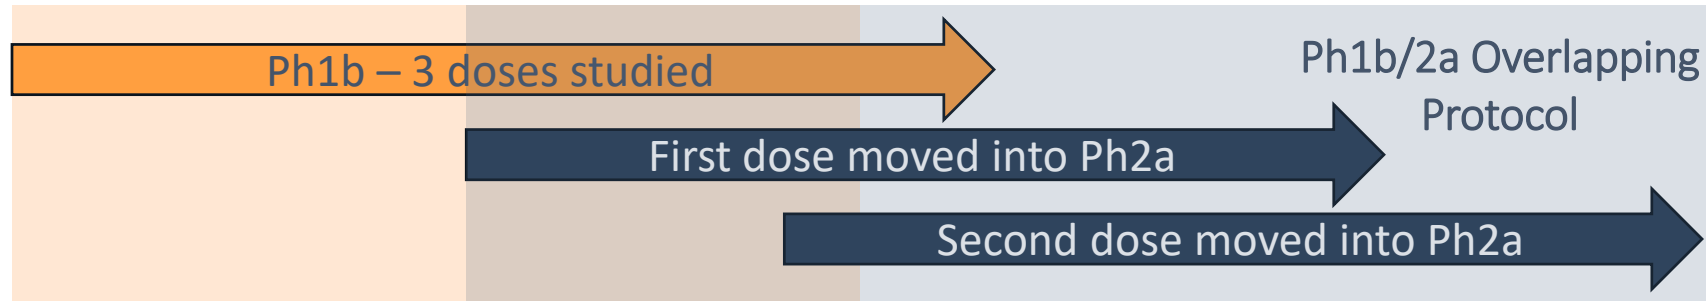 Ph1b – 3 doses studied
Ph1b/2a Overlapping
Protocol
First dose moved into Ph2a
Second dose moved into Ph2a